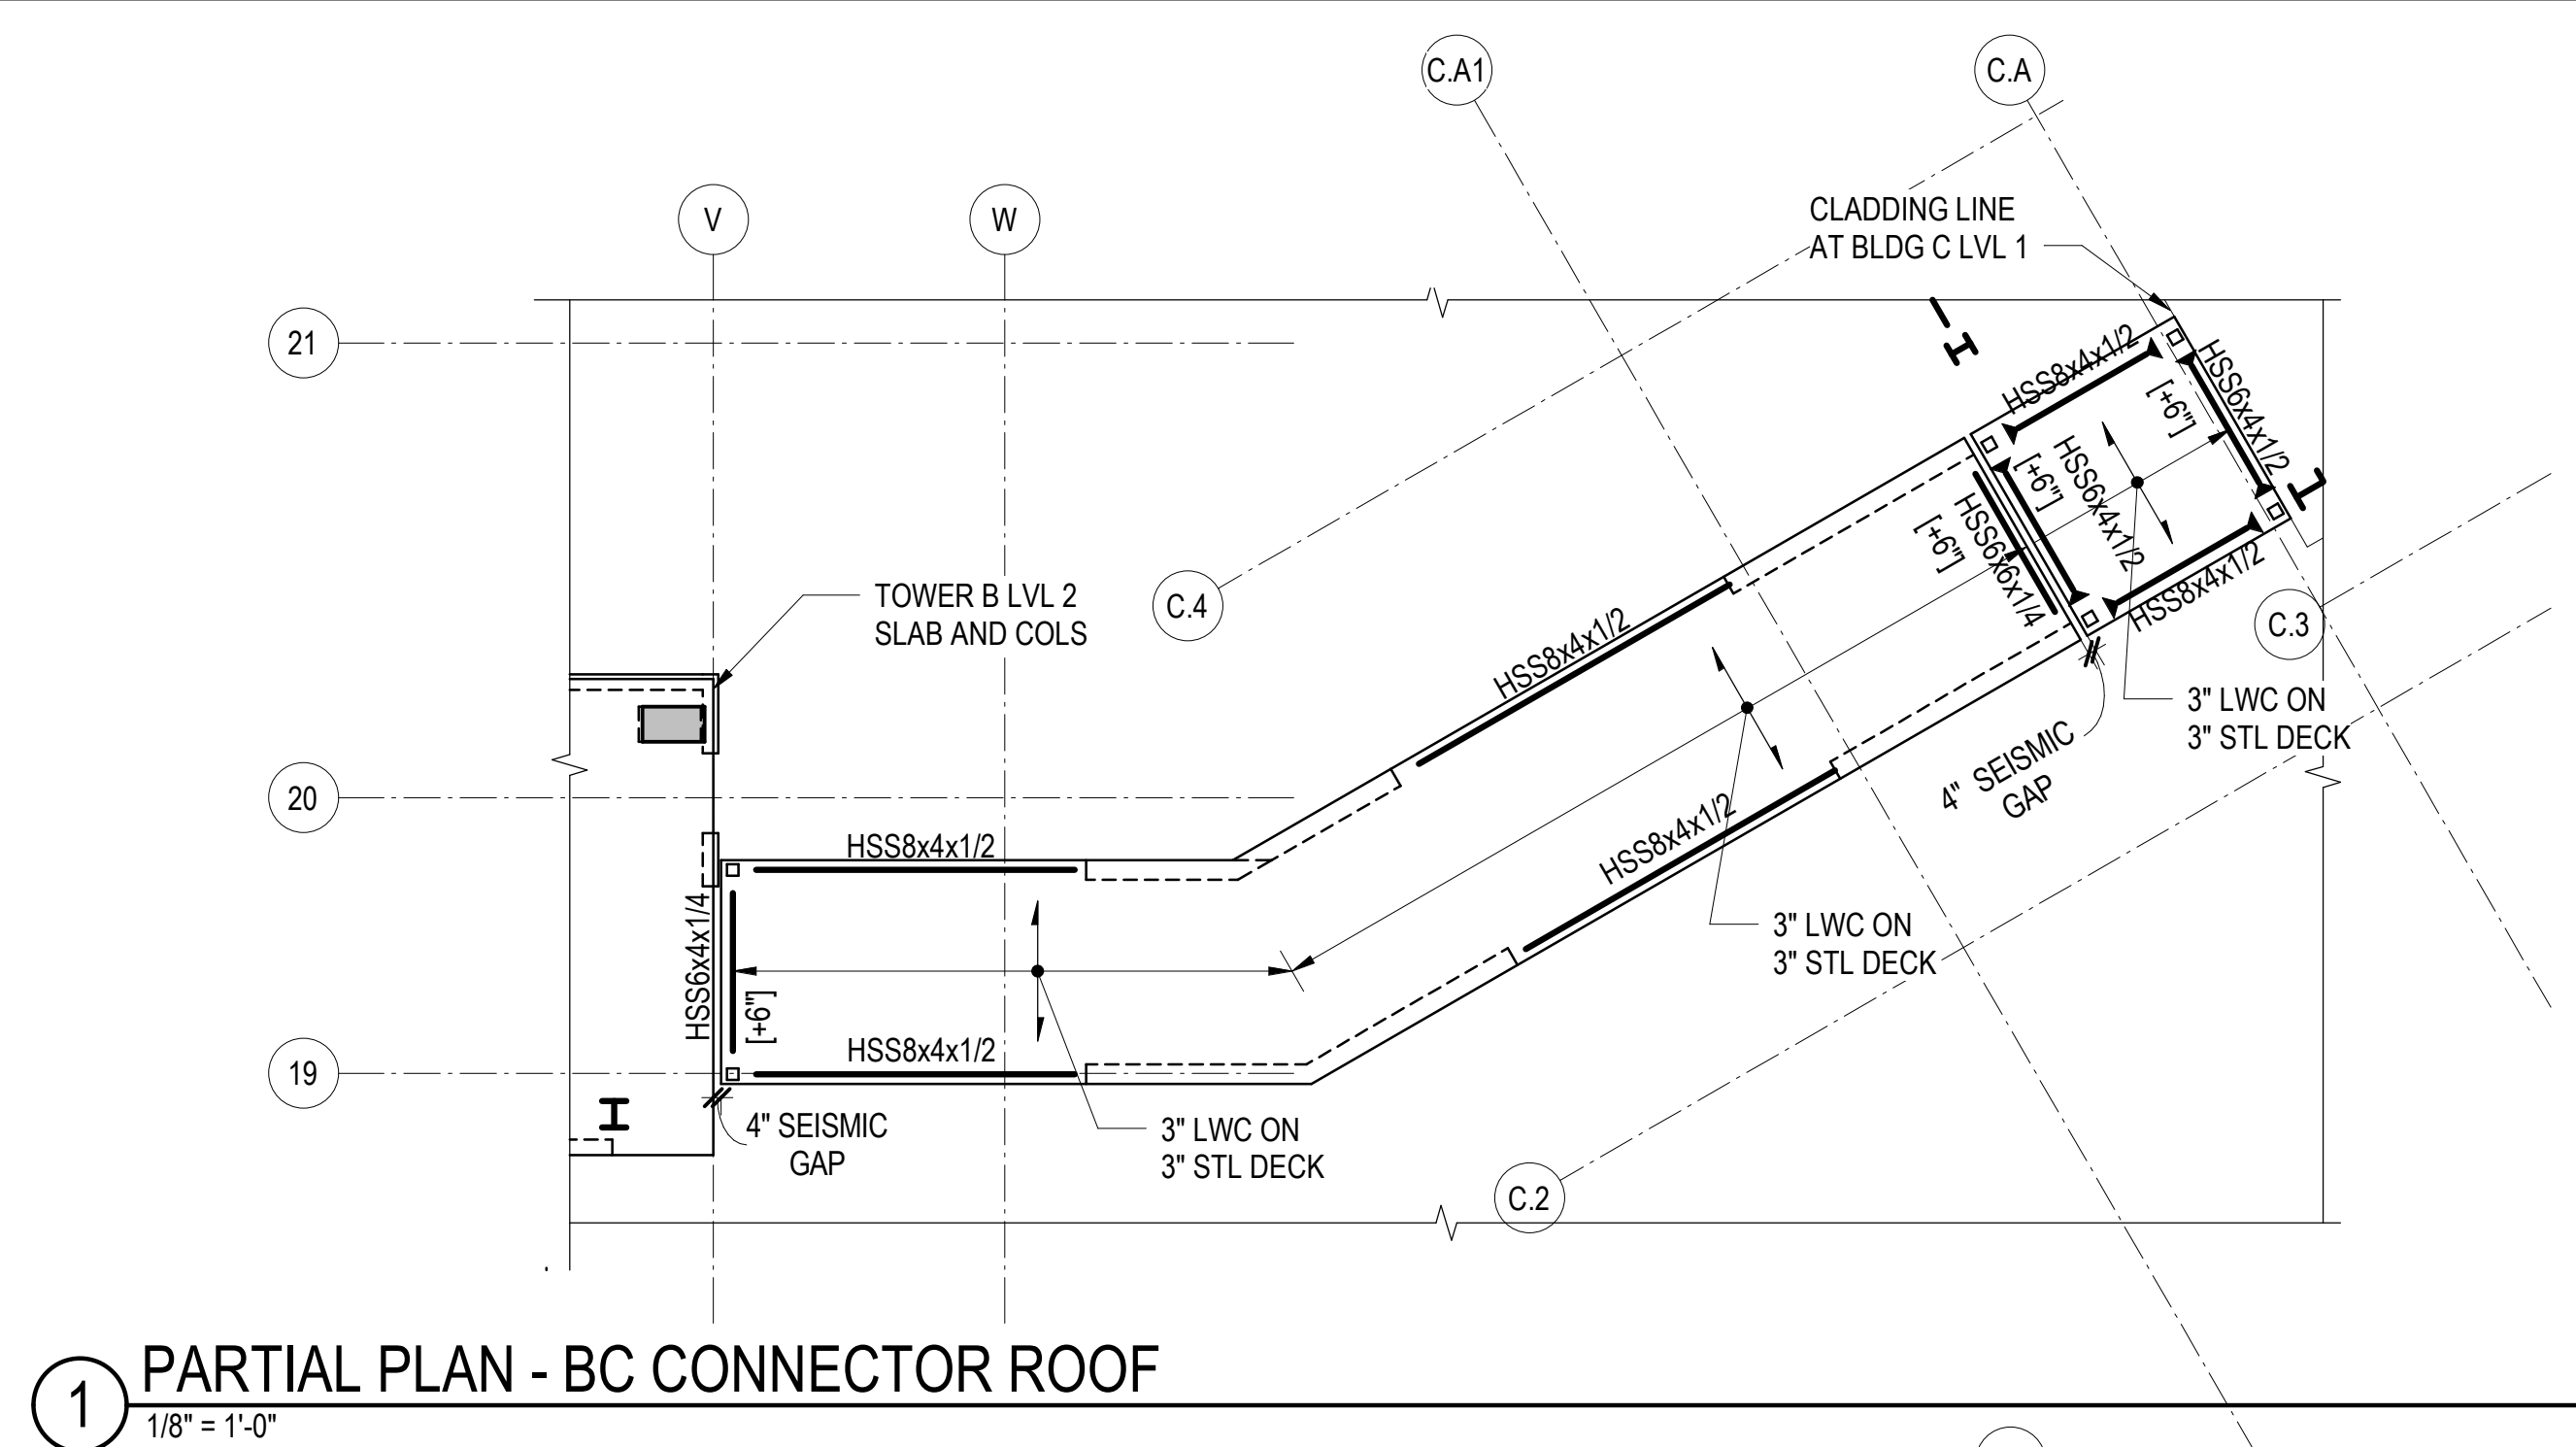 C.A1
C.A
CLADDING LINE
AT BLDG C LVL 1
V
W
21
HSS8x4x1/2
HSS6x4x1/2
[+6"]
[+6"]
HSS6x4x1/2
[+6"]
HSS6x6x1/4
HSS8x4x1/2
TOWER B LVL 2
SLAB AND COLS
C.4
C.3
HSS8x4x1/2
3" LWC ON
3" STL DECK
4" SEISMIC
GAP
20
HSS8x4x1/2
HSS8x4x1/2
3" LWC ON
3" STL DECK
HSS6x4x1/4
[+6"]
HSS8x4x1/2
19
4" SEISMIC
GAP
3" LWC ON
3" STL DECK
C.2
1
PARTIAL PLAN - BC CONNECTOR ROOF
1/8" = 1'-0"